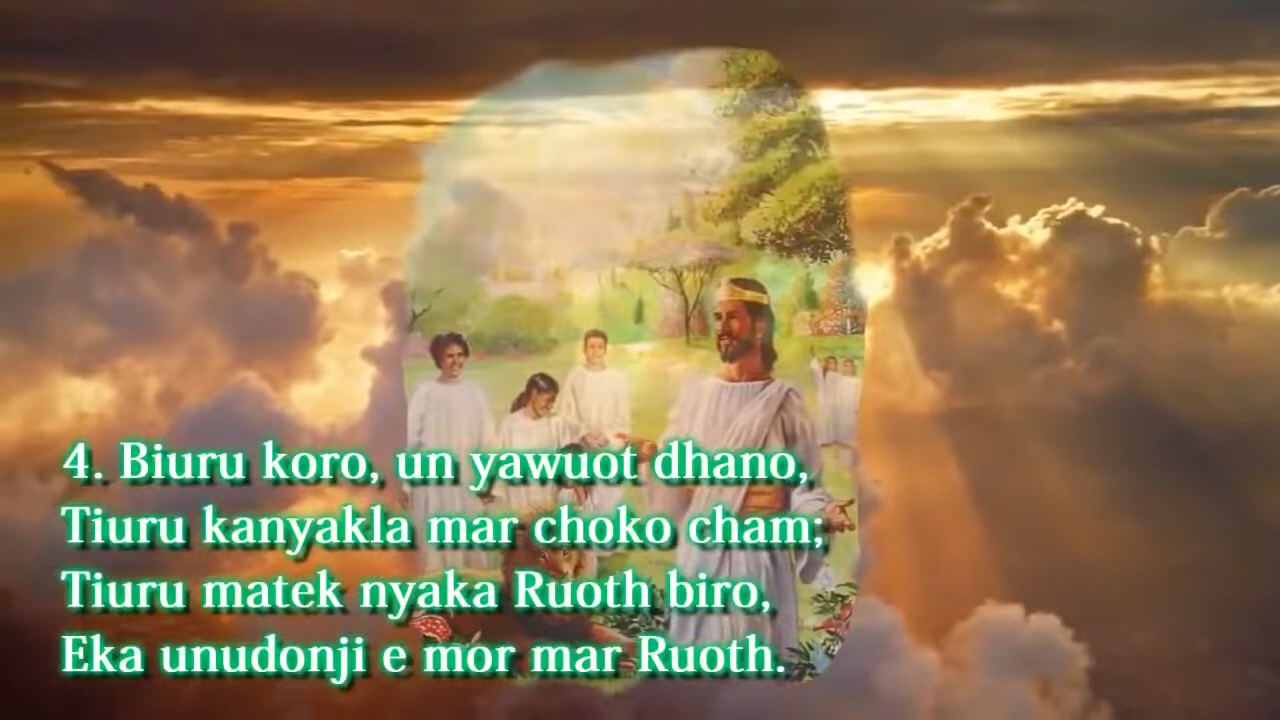 4. Biuru koro, un yawuot dhano,
Tiuru kanyakla mar choko cham;
Tiuru matek nyaka Ruoth biro,
Eka unudonji e mor mar Ruoth.